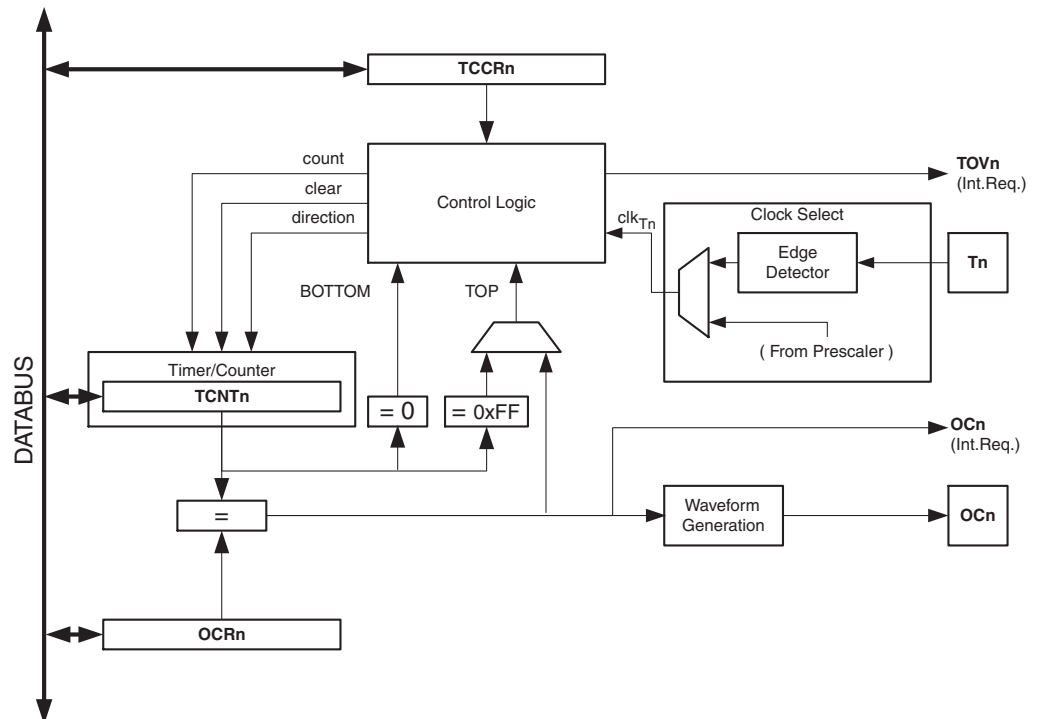 TCCRn
count
clear
direction
Control Logic
TOVn
(Int.Req.)
clkTn
Clock Select
Edge
Detector
Tn
( From Prescaler )
BOTTOM
TOP
DATABUS
Timer/Counter
TCNTn
= 0
= 0xFF
OCn
(Int.Req.)
=
Waveform
Generation
OCn
OCRn